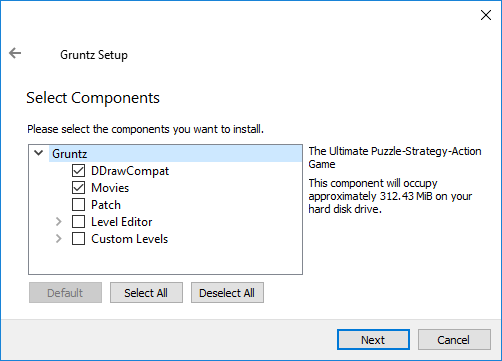 Gruntz Setup
Select Components
Please select the components you want to install.
Gruntz
DDrawCompat
Movies
Patch
Level Editor
Custom Levels
The Ultimate Puzzle-Strategy-Action
Game
This component will occupy
approximately 312.43 MiB on your
hard disk drive.
Default
Select All
Deselect All
Next
Cancel